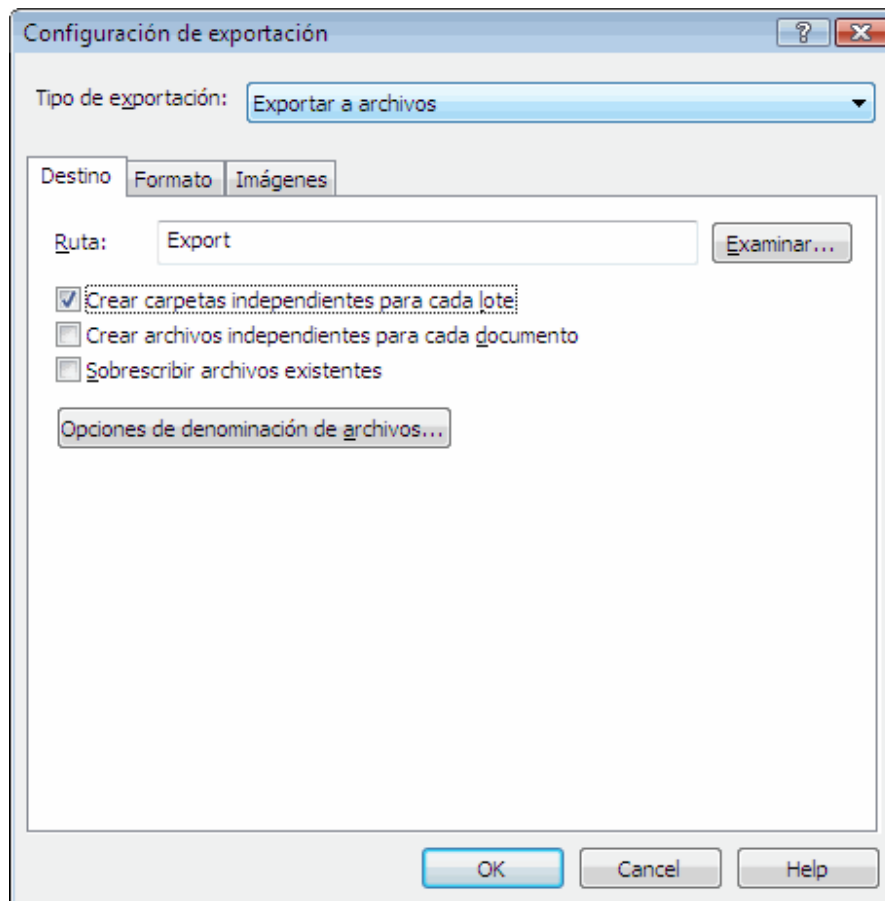 Configuración de exportación
Tipo de exportación: Exportar a archivos
Destino Formato Imágenes
Ruta: Export Examinar...
Crear carpetas independientes para cada lote
Crear archivos independientes para cada documento
Sobrescribir archivos existentes
Opciones de denominación de archivos...
OK Cancel Help